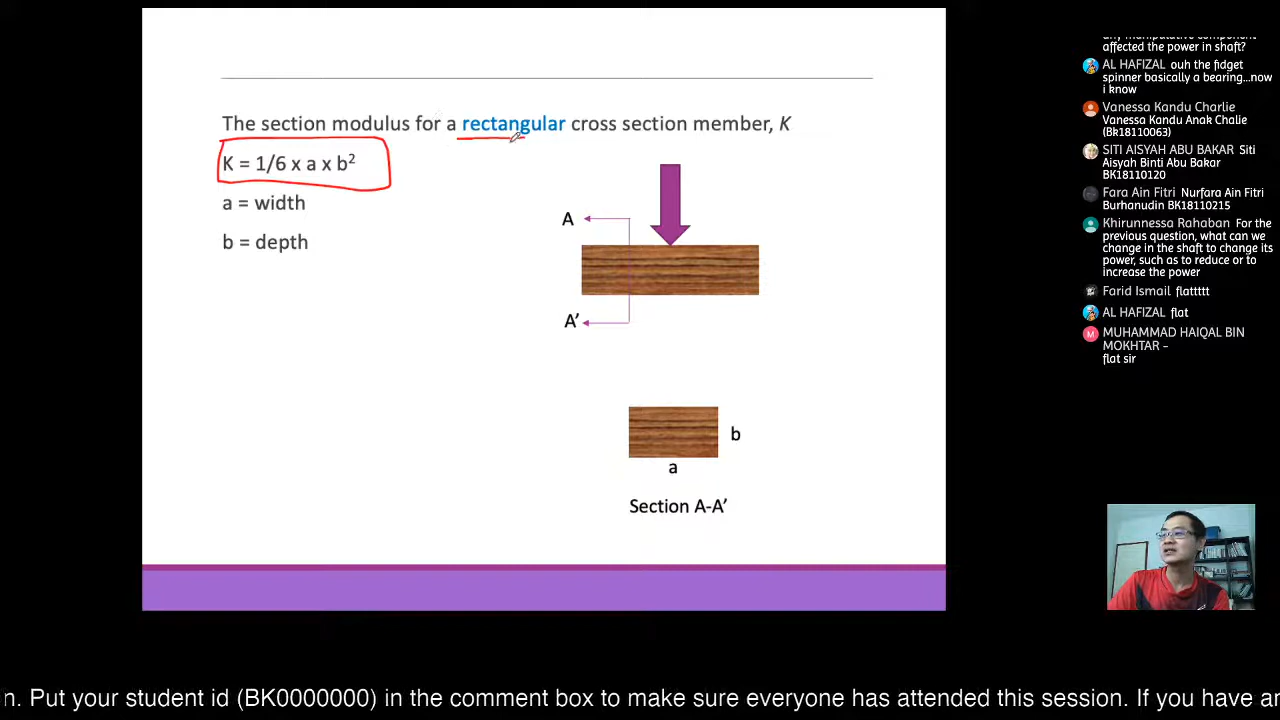 The section modulus for a rectangular cross section member, K
K = 1/6 x a x b²
a = width
b = depth
A
A’
b
a
Section A-A’
any manipulative component
affected the power in shaft?
AL HAFIZAL ouh the fidget
spinner basically a bearing...now
i know
Vanessa Kandu Charlie
Vanessa Kandu Anak Chalie
(Bk18110063)
SITI AISYAH ABU BAKAR Siti
Aisyah Binti Abu Bakar
BK18110120
Fara Ain Fitri Nurfara Ain Fitri
Burhanudin BK18110215
Khirunnessa Rahaban For the
previous question, what can we
change in the shaft to change its
power, such as to reduce or to
increase the power
Farid Ismail flattttt
AL HAFIZAL flat
M
MUHAMMAD HAIQAL BIN
MOKHTAR -
flat sir
n. Put your student id (BK0000000) in the comment box to make sure everyone has attended this session. If you have an